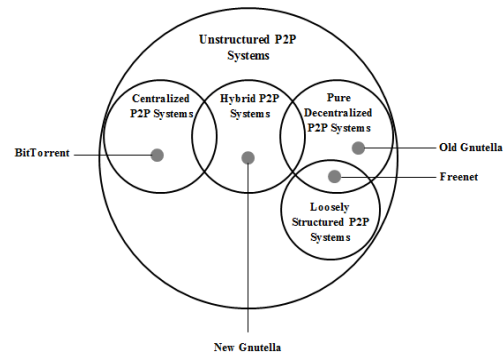 Unstructured P2P
Systems
Centralized
P2P Systems
Hybrid P2P
Systems
Pure
Decentralized
P2P Systems
BitTorrent
Old Gnutella
Freenet
Loosely
Structured P2P
Systems
New Gnutella